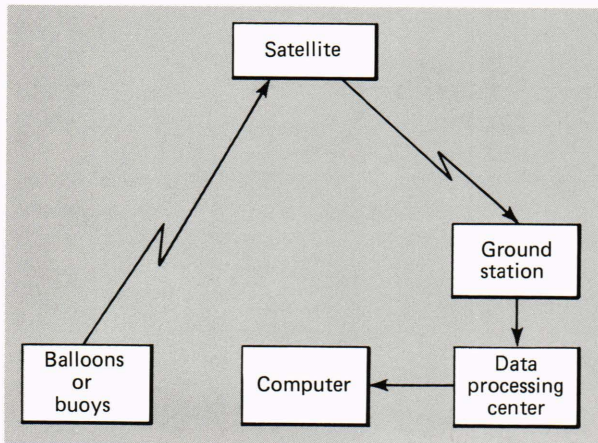 Satellite
Ground
station
Balloons
or
buoys
Computer
Data
processing
center